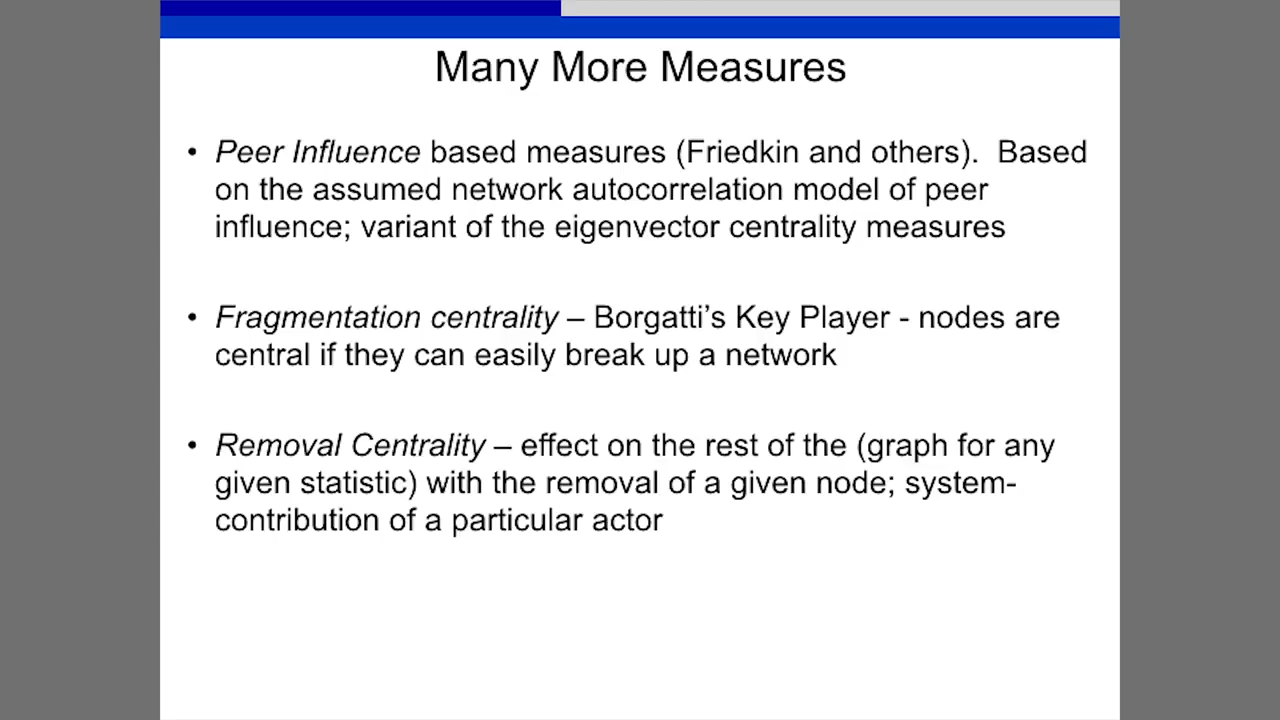 Many More Measures
• Peer Influence based measures (Friedkin and others).  Based
on the assumed network autocorrelation model of peer
influence; variant of the eigenvector centrality measures
• Fragmentation centrality – Borgatti’s Key Player - nodes are
central if they can easily break up a network
• Removal Centrality – effect on the rest of the (graph for any
given statistic) with the removal of a given node; system-
contribution of a particular actor